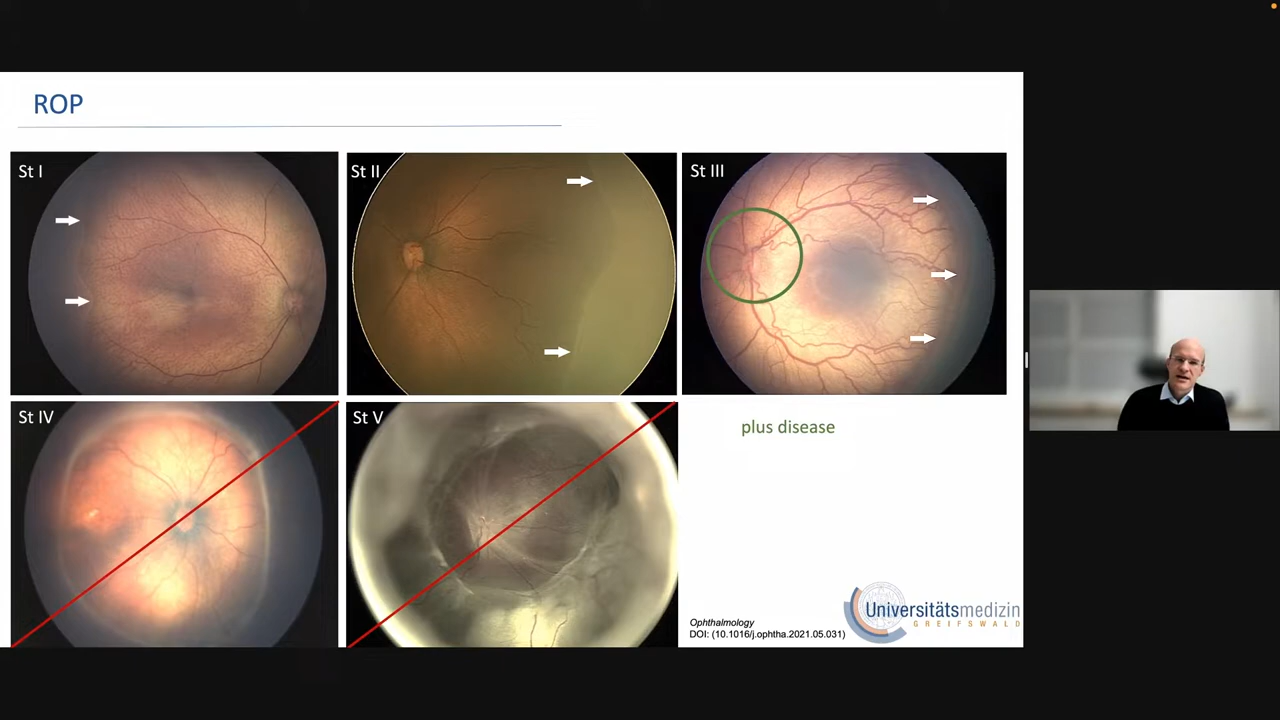 ROP
St I
St II
St III
St IV
St V
plus disease
Ophthalmology
DOI: (10.1016/j.ophtha.2021.05.031)
Universitätsmedizin
GREIFSWALD